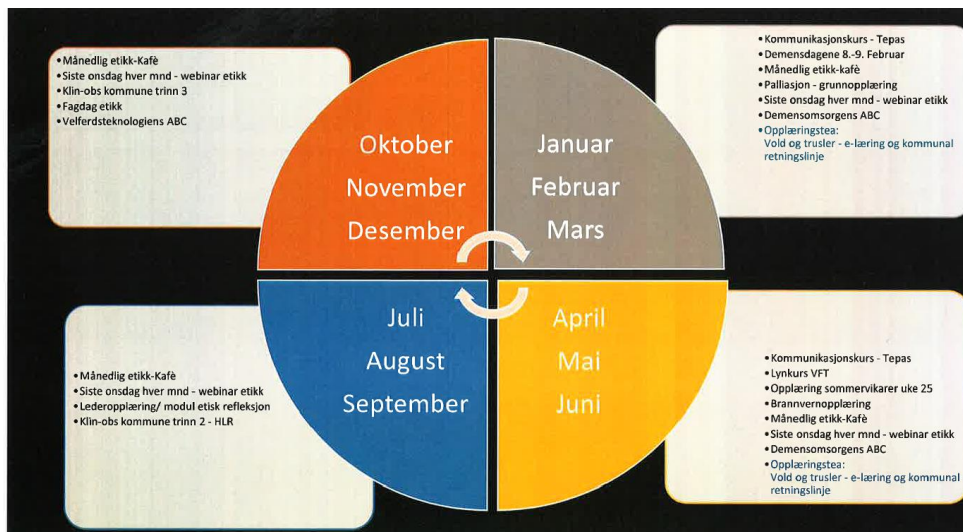 • Månedlig etikk-Kafè
• Siste onsdag hver mnd - webinar etikk
• Klin-obs kommune trinn 3
• Fagdag etikk
• Velferdsteknologiens ABC
Oktober
November
Desember
Januar
Februar
Mars
• Kommunikasjonskurs - Tepas
• Demensdagene 8.-9. Februar
• Månedlig etikk-kafè
• Palliasjon - grunnopplæring
• Siste onsdag hver mnd - webinar etikk
• Demensomsorgens ABC
• Opplæringstea:
Vold og trusler - e-læring og kommunal
retningslinje
• Månedlig etikk-Kafè
• Siste onsdag hver mnd - webinar etikk
• Lederopplæring/ modul etisk refleksjon
• Klin-obs kommune trinn 2 - HLR
Juli
August
September
April
Mai
Juni
• Kommunikasjonskurs - Tepas
• Lynkurs VFT
• Opplæring sommervikarer uke 25
• Brannvernopplæring
• Månedlig etikk-Kafè
• Siste onsdag hver mnd - webinar etikk
• Demensomsorgens ABC
• Opplæringstea:
Vold og trusler - e-læring og kommunal
retningslinje